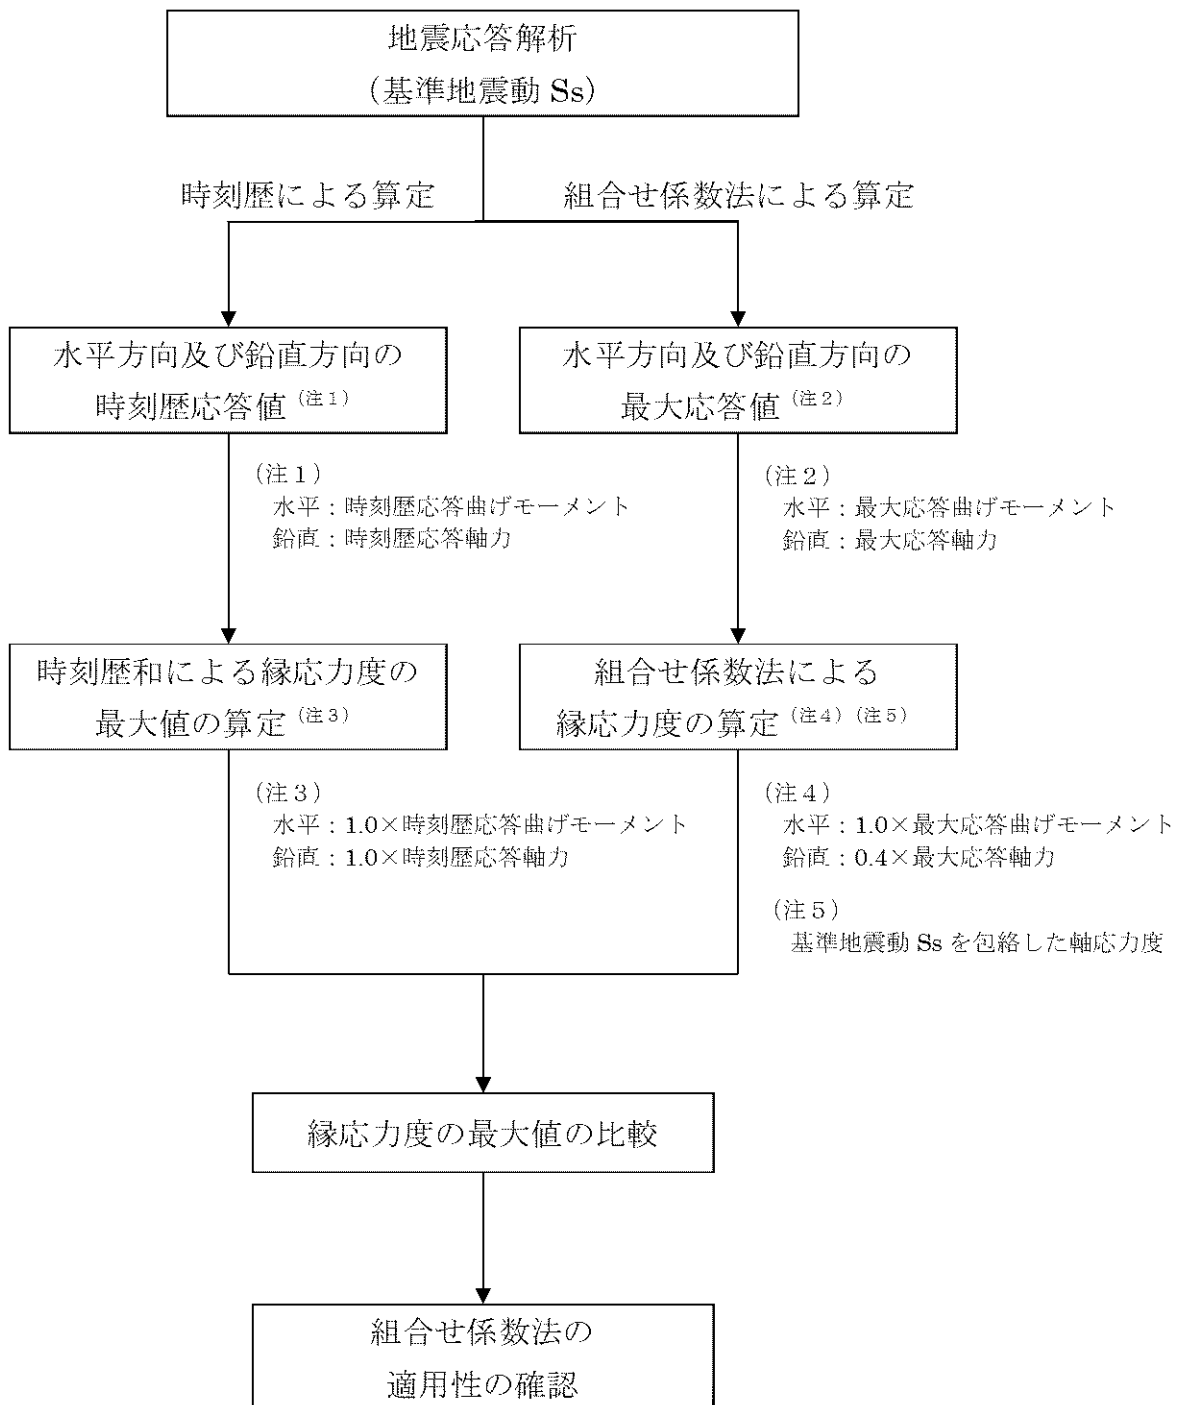 地震応答解析
(基準地震動 Ss)
時刻歴による算定
組合せ係数法による算定
水平方向及び鉛直方向の
時刻歴応答値 (注1)
水平方向及び鉛直方向の
最大応答値 (注2)
(注1)
水平:時刻歴応答曲げモーメント
鉛直:時刻歴応答軸力
(注2)
水平:最大応答曲げモーメント
鉛直:最大応答軸力
時刻歴和による縁応力度の
最大値の算定 (注3)
組合せ係数法による
縁応力度の算定 (注4) (注5)
(注3)
水平:1.0×時刻歴応答曲げモーメント
鉛直:1.0×時刻歴応答軸力
(注4)
水平:1.0×最大応答曲げモーメント
鉛直:0.4×最大応答軸力
(注5)
基準地震動 Ss を包絡した軸応力度
縁応力度の最大値の比較
組合せ係数法の
適用性の確認